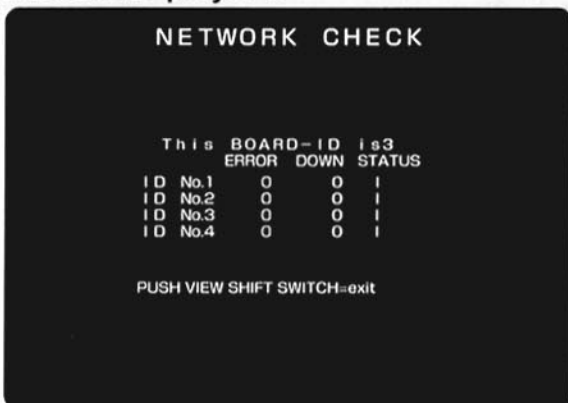 NETWORK CHECK
This BOARD-ID is3
ERROR DOWN STATUS
ID No.1 0 0 I
ID No.2 0 0 I
ID No.3 0 0 I
ID No.4 0 0 I
PUSH VIEW SHIFT SWITCH=exit